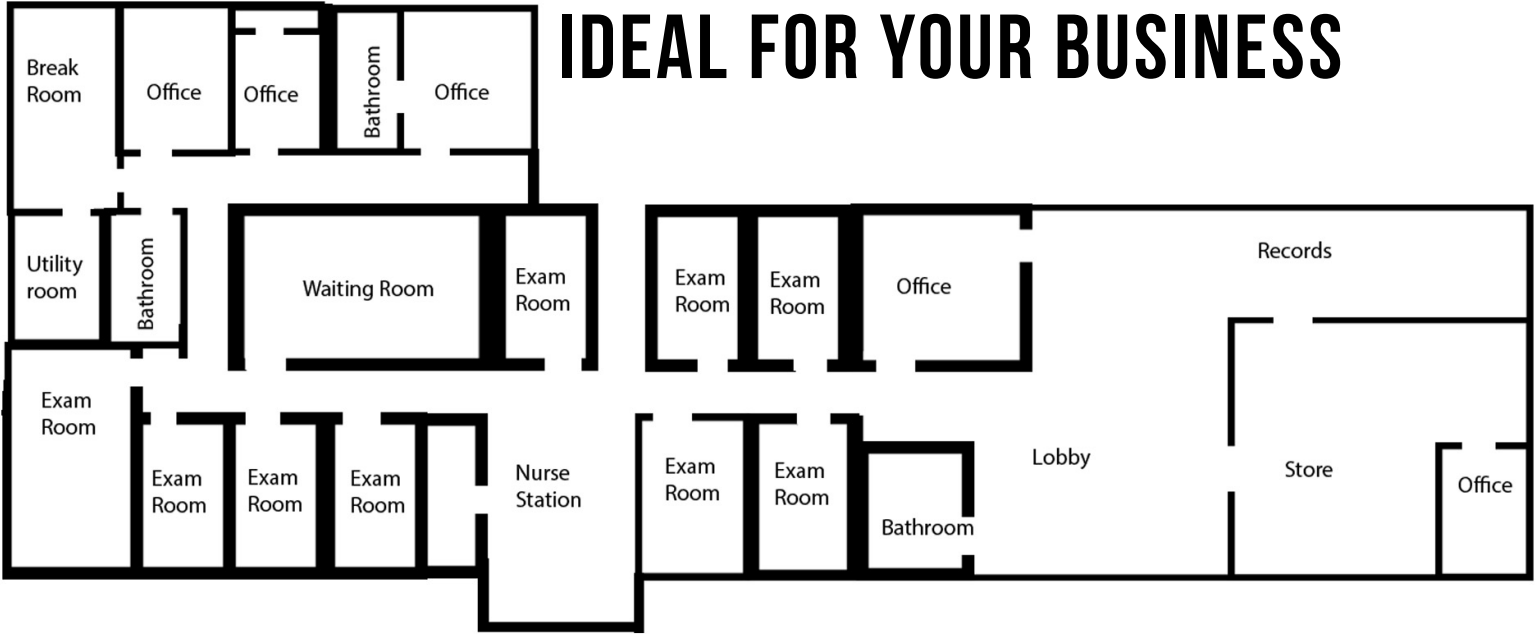 IDEAL FOR YOUR BUSINESS
Break
Room
Office
Office
Bathroom
Office
Utility
room
Bathroom
Waiting Room
Exam
Room
Exam
Room
Exam
Room
Office
Records
Exam
Room
Exam
Room
Exam
Room
Exam
Room
Nurse
Station
Exam
Room
Exam
Room
Bathroom
Lobby
Store
Office